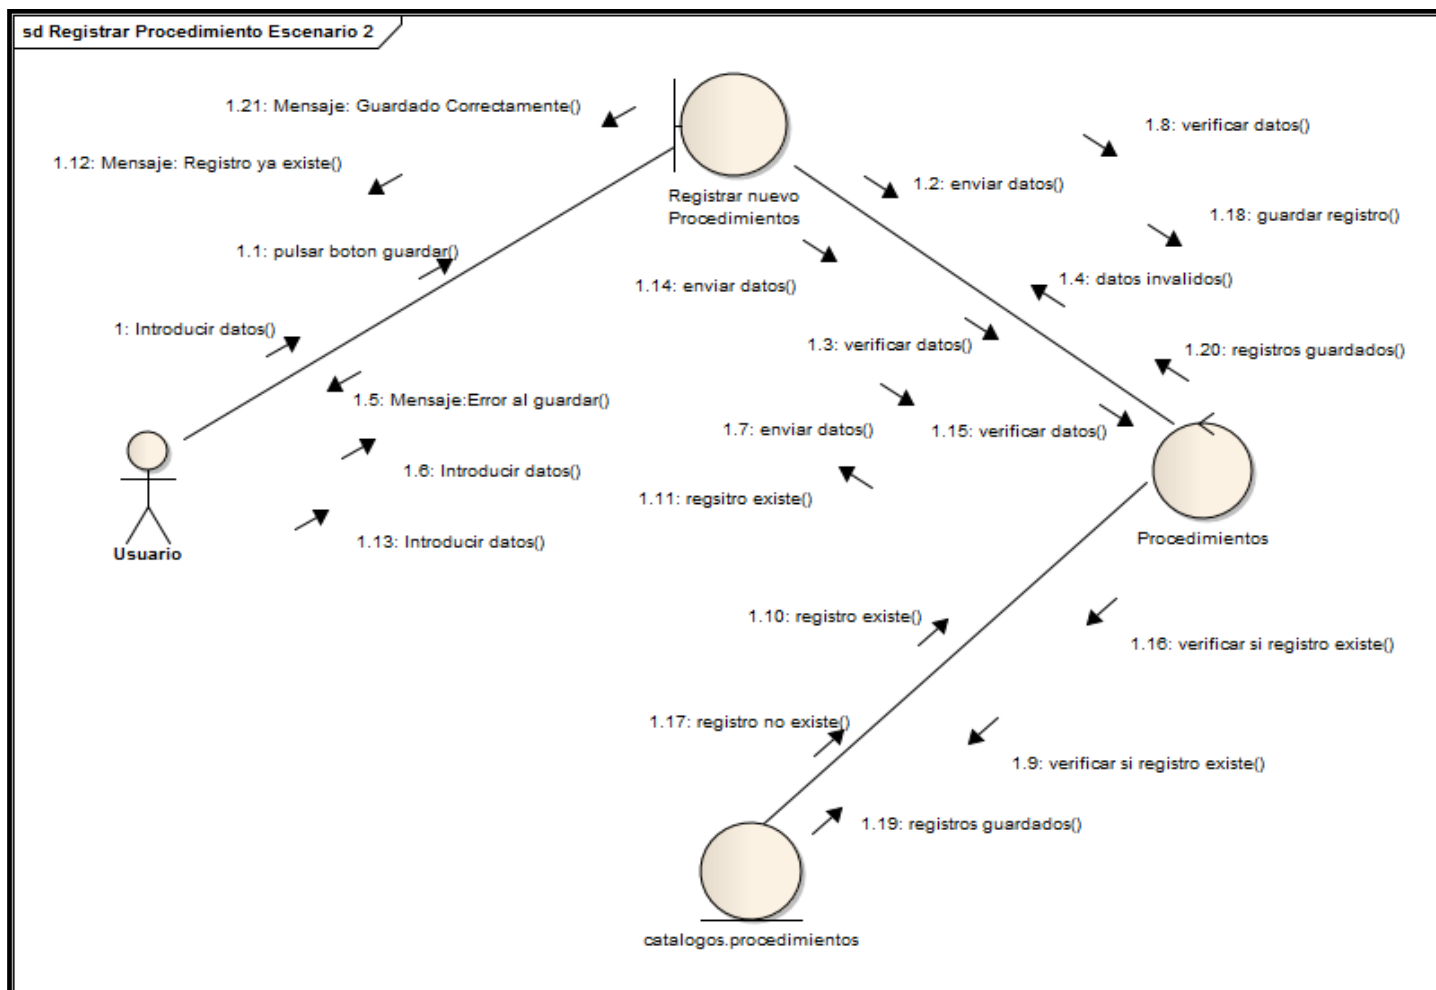 sd Registrar Procedimiento Escenario 2
1.21: Mensaje: Guardado Correctamente()
1.8: verificar datos()
1.12: Mensaje: Registro ya existe()
1.2: enviar datos()
Registrar nuevo
Procedimientos
1.18: guardar registro()
1.1: pulsar boton guardar()
1.14: enviar datos()
1.4: datos invalidos()
1: Introducir datos()
1.3: verificar datos()
1.20: registros guardados()
1.5: Mensaje:Error al guardar()
1.7: enviar datos()
1.15: verificar datos()
1.6: Introducir datos()
1.11: regsitro existe()
1.13: Introducir datos()
Usuario
Procedimientos
1.10: registro existe()
1.16: verificar si registro existe()
1.17: registro no existe()
1.9: verificar si registro existe()
1.19: registros guardados()
catalogos.procedimientos